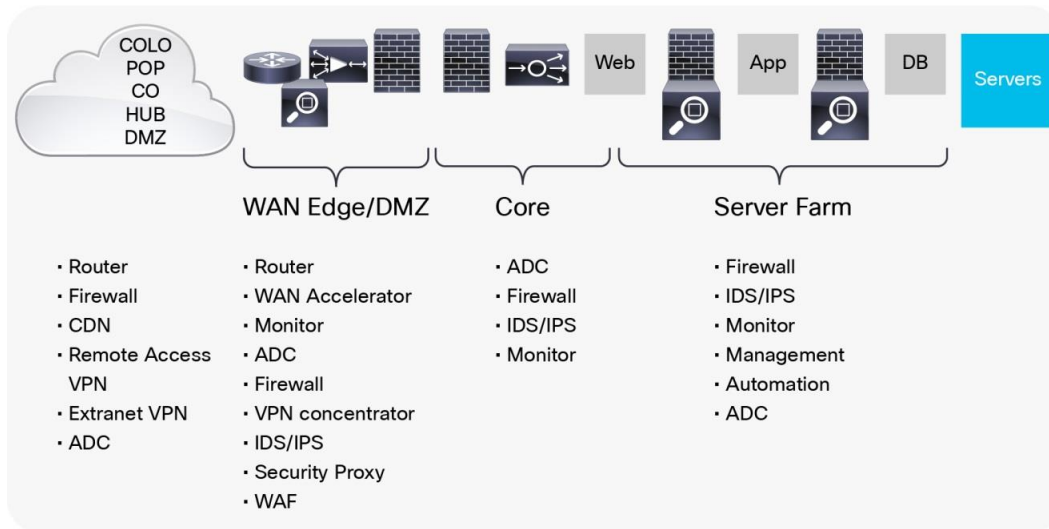 COLO
POP
CO
HUB
DMZ
Web
App
DB
Servers
WAN Edge/DMZ
Core
Server Farm
· Router
· Firewall
· CDN
· Remote Access
VPN
· Extranet VPN
· ADC
· Router
· WAN Accelerator
· Monitor
· ADC
· Firewall
· VPN concentrator
· IDS/IPS
· Security Proxy
· WAF
· ADC
· Firewall
· IDS/IPS
· Monitor
· Firewall
· IDS/IPS
· Monitor
· Management
· Automation
· ADC